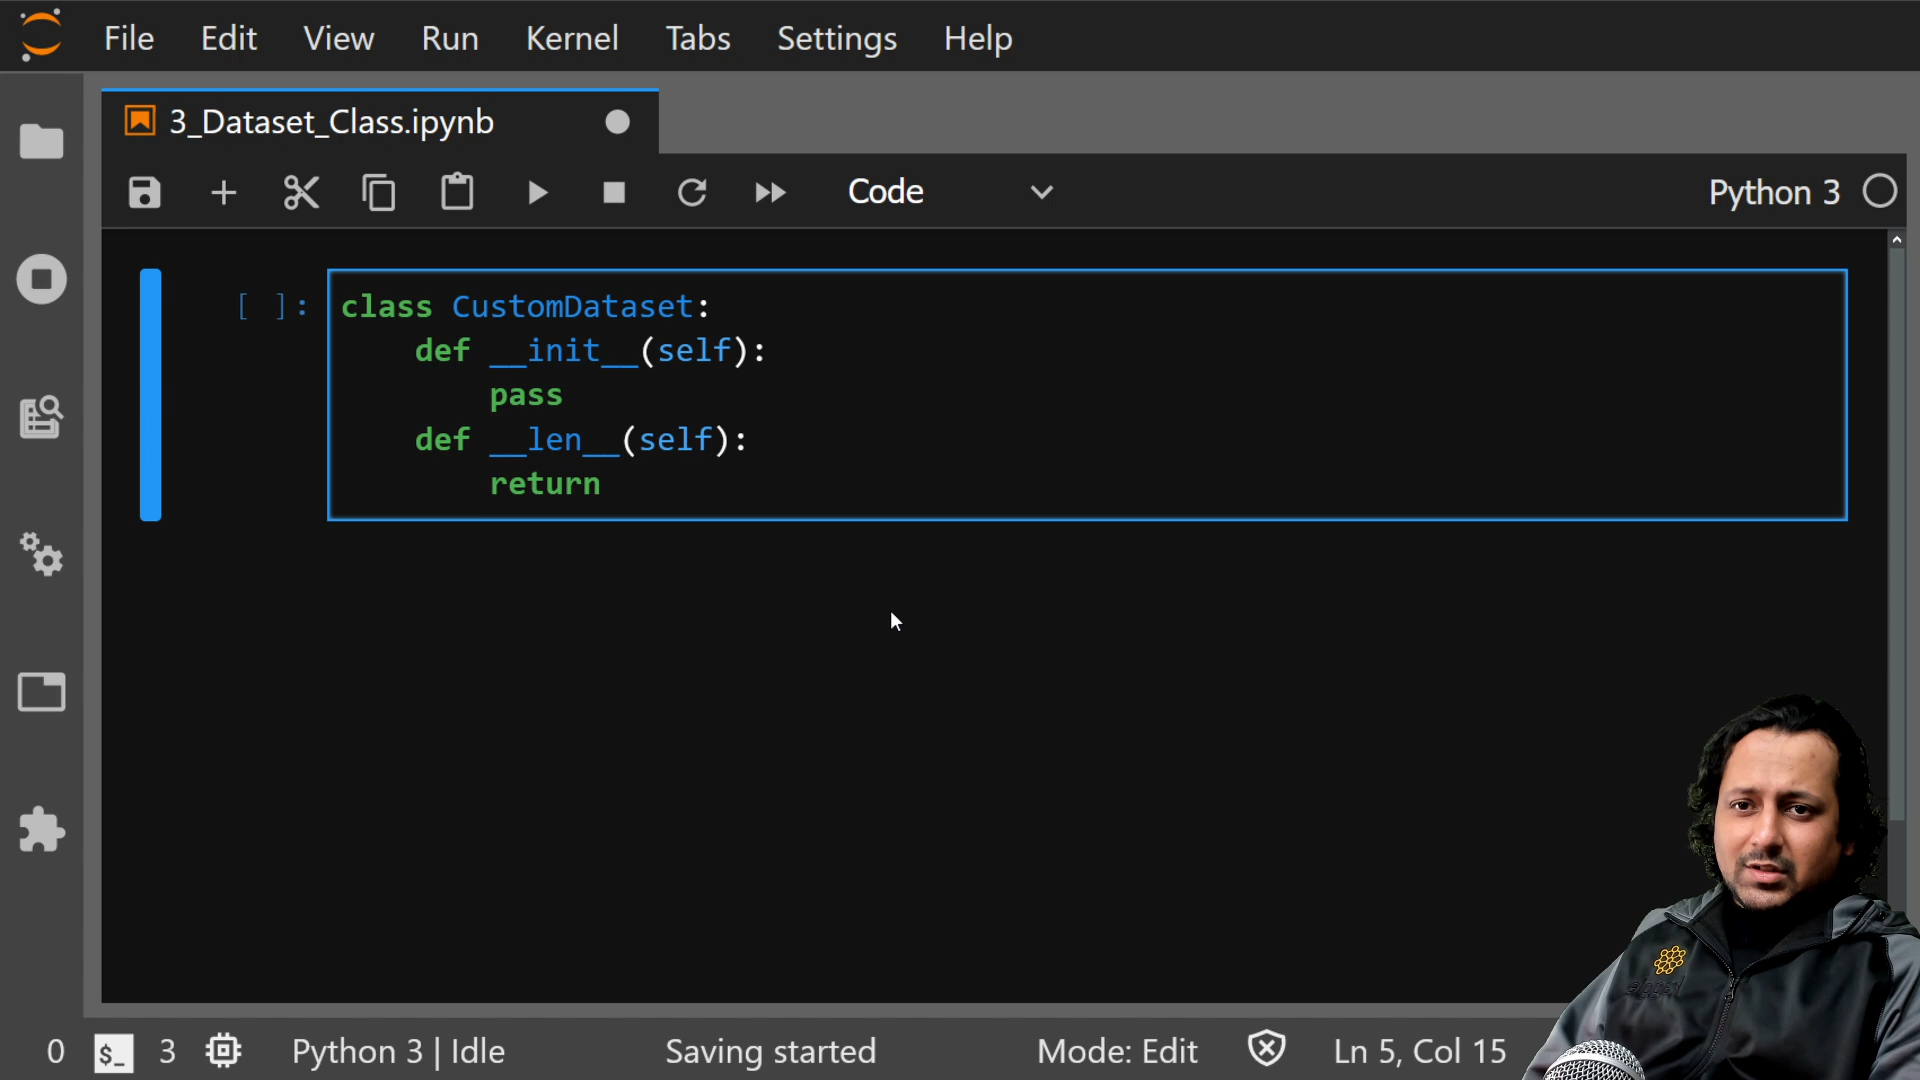 File Edit View Run Kernel Tabs Settings Help
3_Dataset_Class.ipynb
Code
Python 3
[ ]:
class CustomDataset:
    def __init__(self):
        pass
    def __len__(self):
        return
0 $_ 3 Python 3 | Idle Saving started Mode: Edit Ln 5, Col 15